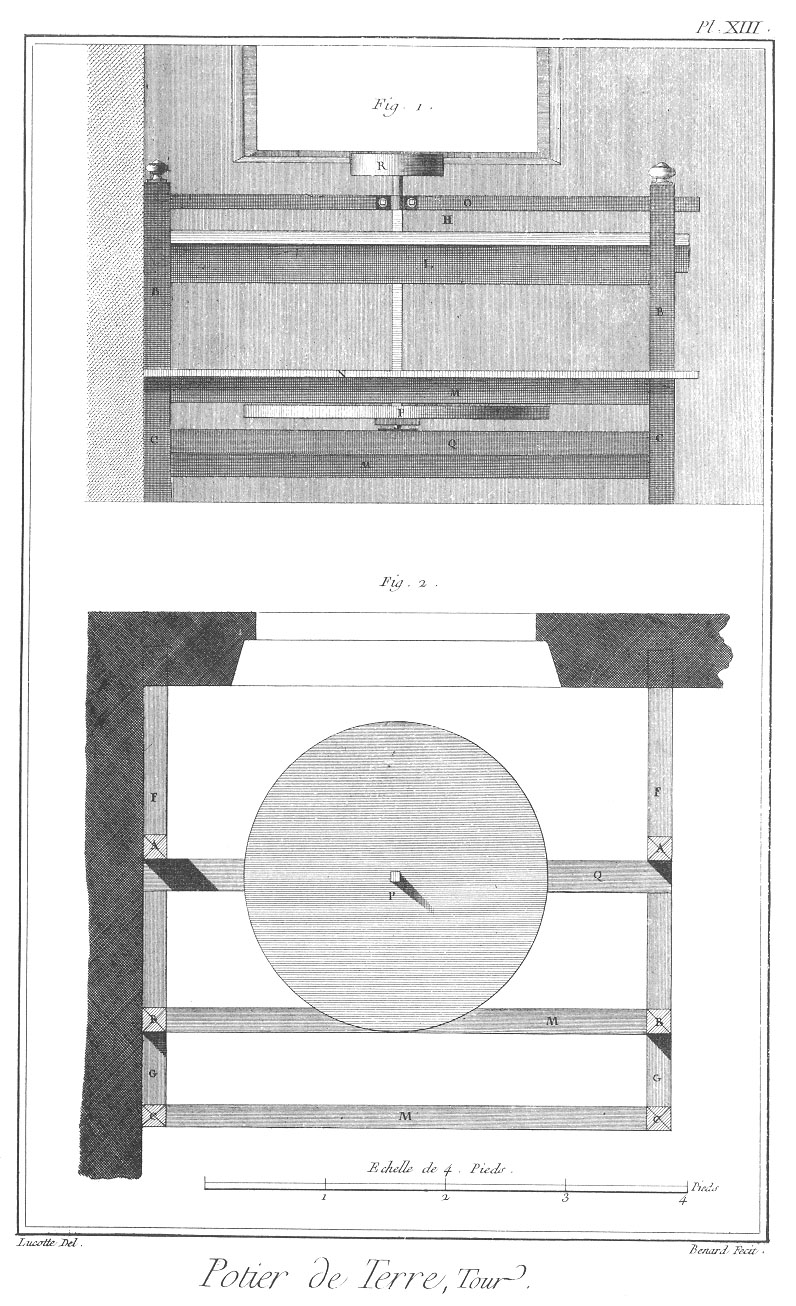 Pl. XIII.
Fig. 1.
R
O
H
L
B
B
N
M
P
C
Q
C
M
Fig. 2.
F
F
A
A
Q
P
B
M
B
G
G
C
M
C
Echelle de 4. Pieds.
1 2 3 4 Pieds
Lucotte Del.
Benard Fecit.
Potier de Terre, Tour.